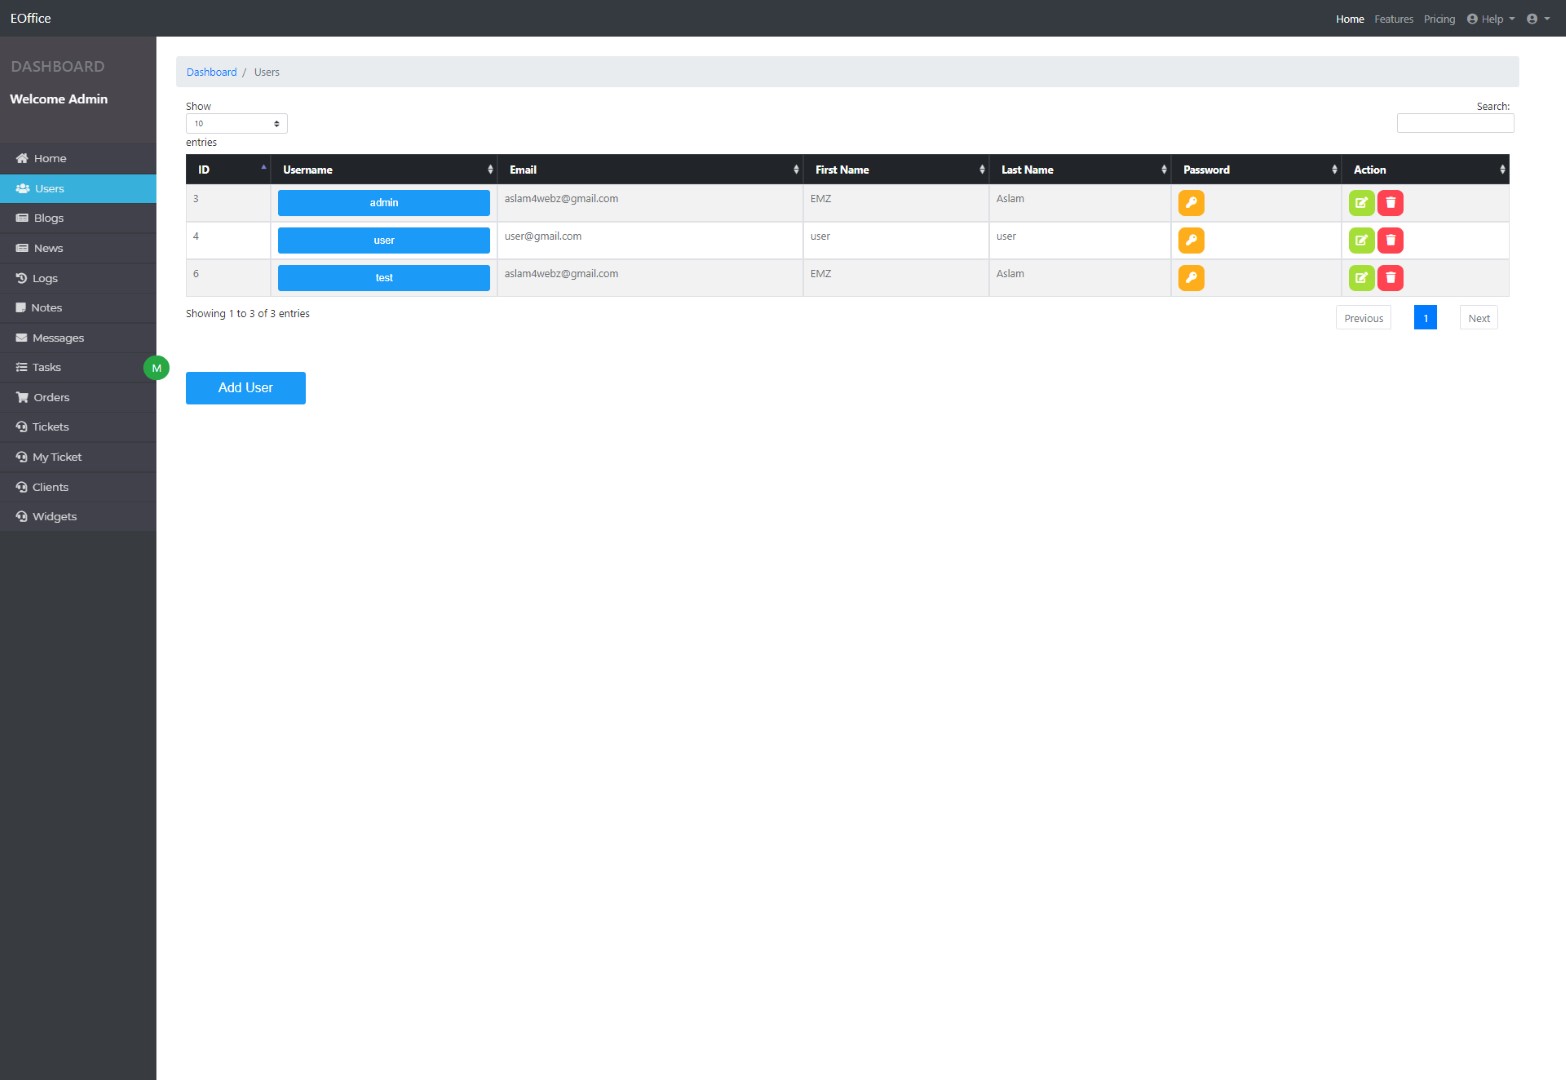 EOffice
Home Features Pricing Help
DASHBOARD
Welcome Admin
Home
Users
Blogs
News
Logs
Notes
Messages
Tasks
Orders
Tickets
My Ticket
Clients
Widgets
M
Dashboard / Users
Show
10
entries
Search:
ID Username Email First Name Last Name Password Action
3 admin aslam4webz@gmail.com EMZ Aslam
4 user user@gmail.com user user
6 test aslam4webz@gmail.com EMZ Aslam
Showing 1 to 3 of 3 entries
Previous 1 Next
Add User